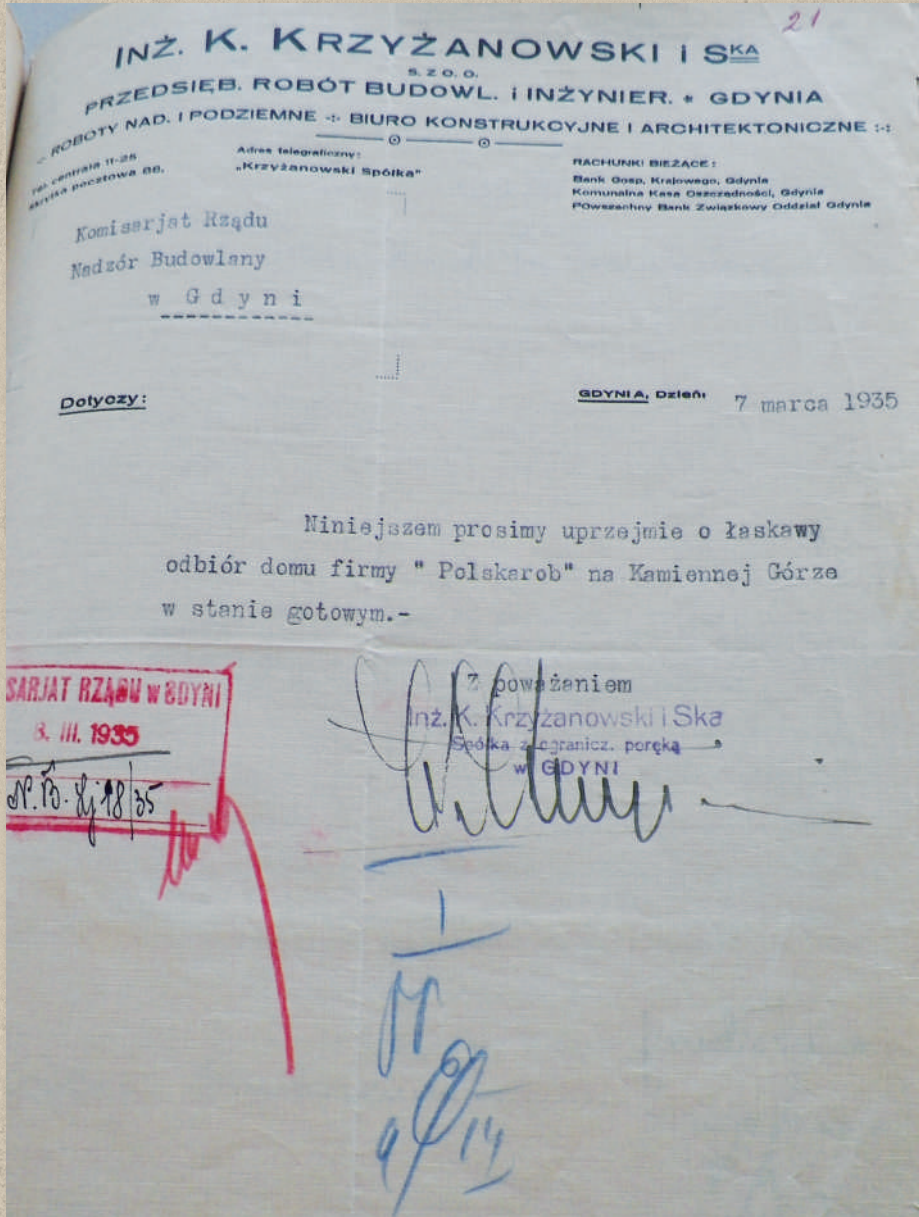 21
INŻ. K. KRZYŻANOWSKI i SKA
S. Z O. O.
PRZEDSIĘB. ROBÓT BUDOWL. i INŻYNIER. * GDYNIA
ROBOTY NAD. I PODZIEMNE -:- BIURO KONSTRUKCYJNE I ARCHITEKTONICZNE :-:
Tel. centrala 11-25
skrytka pocztowa 88.
Adres telegraficzny:
„Krzyżanowski Spółka"
RACHUNKI BIEŻĄCE:
Bank Gosp. Krajowego, Gdynia
Komunalna Kasa Oszczędności, Gdynia
POwszechny Bank Związkowy Oddział Gdynia
Komisarjat Rządu
Nadzór Budowlany
w G d y n i
Dotyczy:
GDYNIA, Dzień: 7 marca 1935
Niniejszem prosimy uprzejmie o łaskawy
odbiór domu firmy " Polskarob" na Kamiennej Górze
w stanie gotowym.-
Z poważaniem
Inż. K. Krzyżanowski i Ska
Spółka z ogranicz. poręką
w GDYNI
SARJAT RZĄDU w GDYNI
8. III. 1935
N.B. 18/35